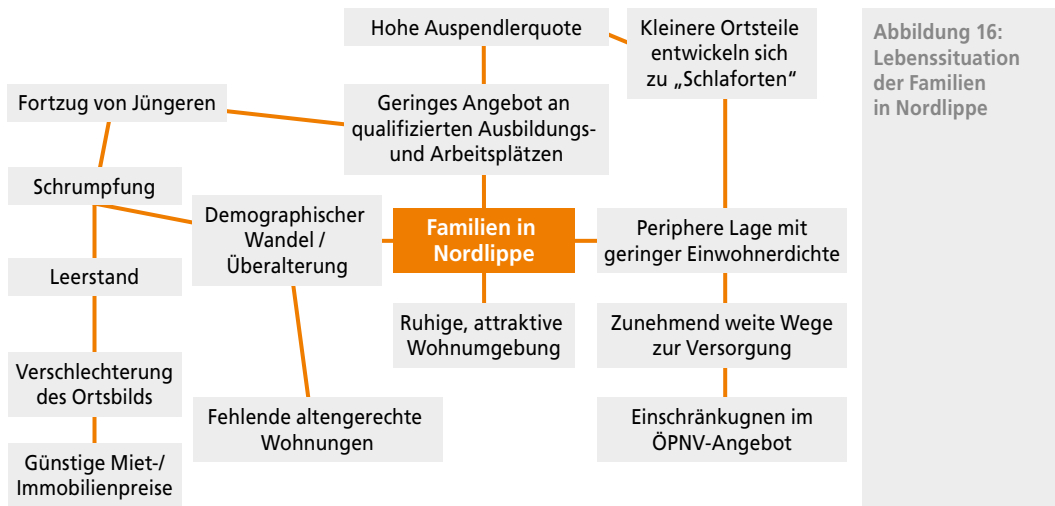 Hohe Auspendlerquote
Kleinere Ortsteile
entwickeln sich
zu „Schlaforten“
Fortzug von Jüngeren
Geringes Angebot an
qualifizierten Ausbildungs-
und Arbeitsplätzen
Schrumpfung
Demographischer
Wandel /
Überalterung
Familien in
Nordlippe
Periphere Lage mit
geringer Einwohnerdichte
Leerstand
Ruhige, attraktive
Wohnumgebung
Zunehmend weite Wege
zur Versorgung
Verschlechterung
des Ortsbilds
Fehlende altengerechte
Wohnungen
Einschränkugnen im
ÖPNV-Angebot
Günstige Miet-/
Immobilienpreise
Abbildung 16:
Lebenssituation
der Familien
in Nordlippe